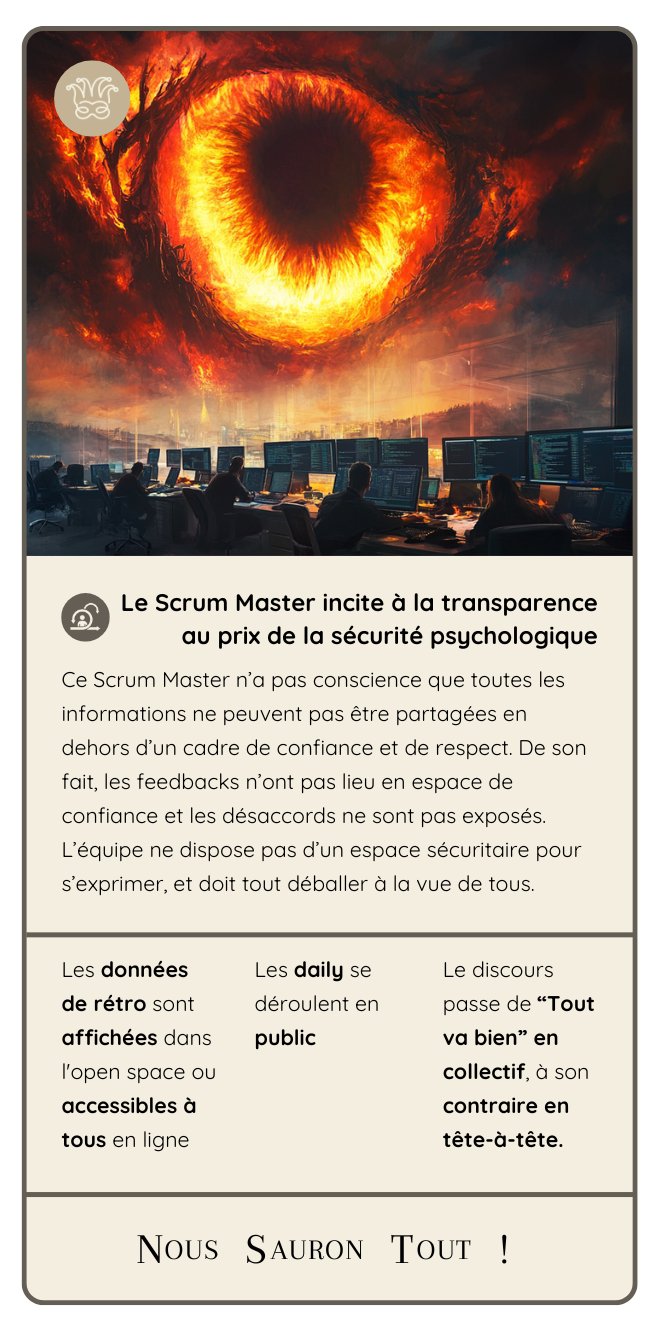 Le Scrum Master incite à la transparence
au prix de la sécurité psychologique
Ce Scrum Master n’a pas conscience que toutes les
informations ne peuvent pas être partagées en
dehors d’un cadre de confiance et de respect. De son
fait, les feedbacks n’ont pas lieu en espace de
confiance et les désaccords ne sont pas exposés.
L’équipe ne dispose pas d’un espace sécuritaire pour
s’exprimer, et doit tout déballer à la vue de tous.
Les données
de rétro sont
affichées dans
l'open space ou
accessibles à
tous en ligne
Les daily se
déroulent en
public
Le discours
passe de “Tout
va bien” en
collectif, à son
contraire en
tête-à-tête.
Nous Sauron Tout !